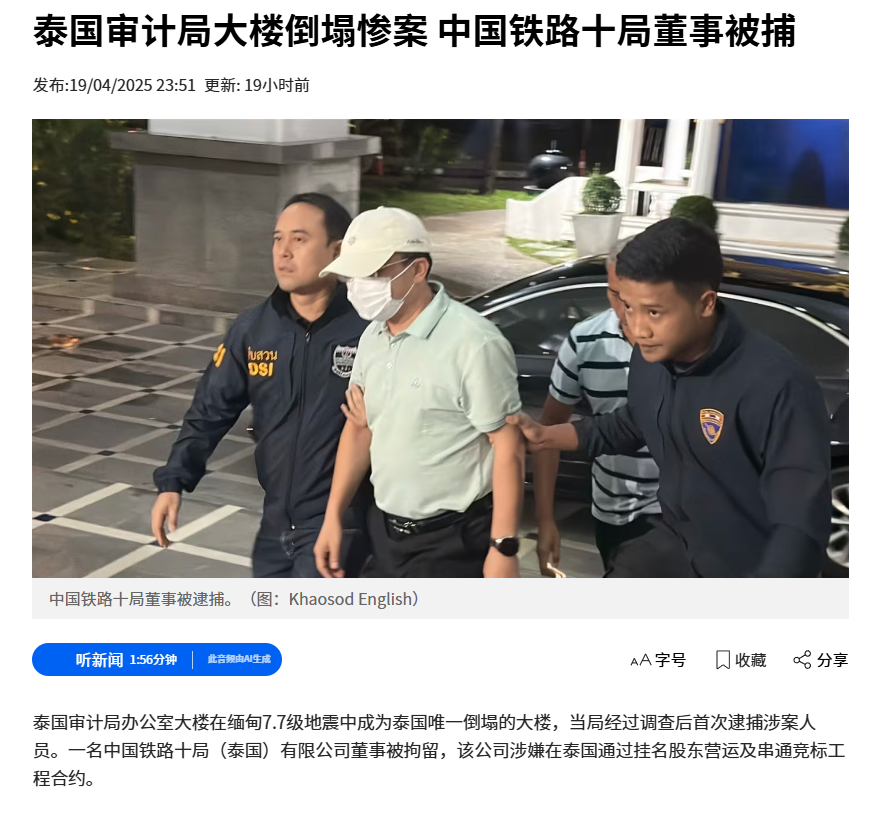 泰国审计局大楼倒塌惨案 中国铁路十局董事被捕
发布:19/04/2025 23:51 更新: 19小时前
DSI
中国铁路十局董事被逮捕。（图：Khaosod English）
听新闻 1:56分钟 此音频由AI生成
AA 字号 收藏 分享
泰国审计局办公室大楼在缅甸7.7级地震中成为泰国唯一倒塌的大楼，当局经过调查后首次逮捕涉案人
员。一名中国铁路十局（泰国）有限公司董事被拘留，该公司涉嫌在泰国通过挂名股东营运及串通竞标工
程合约。